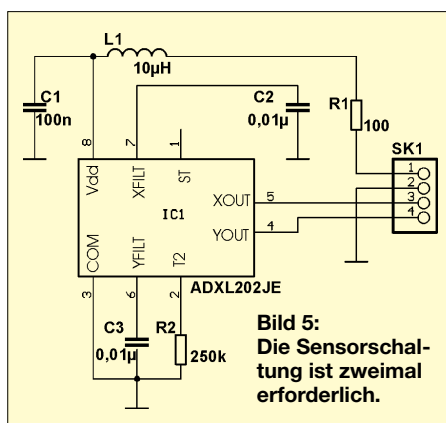 L1
10µH
C1
100n
C2
0,01µ
R1
100
SK1
1
2
3
4
8
7
1
Vdd
XFILT
ST
IC1
XOUT
5
YOUT
4
COM
YFILT
T2
ADXL202JE
3
6
2
C3
0,01µ
R2
250k
Bild 5:
Die Sensorschal-
tung ist zweimal
erforderlich.